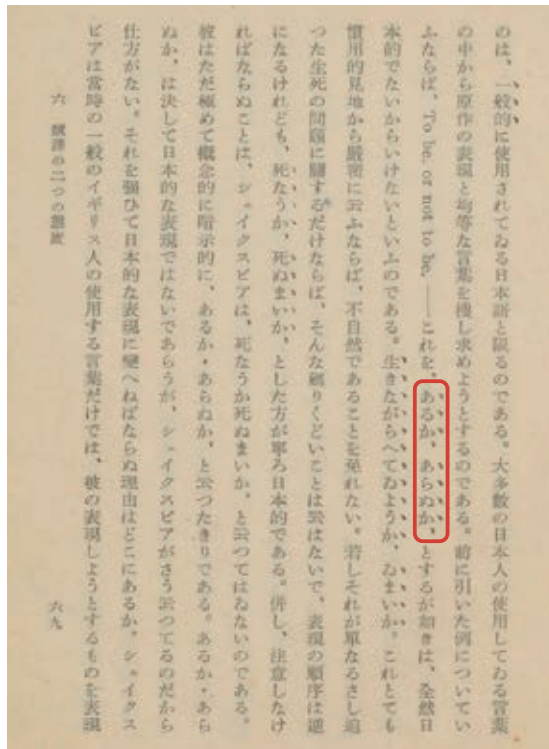 のは、一般的に使用されてゐる日本語と限るのである。大多數の日本人の使用してゐる言葉
の中から原作の表現と均等な言葉を捜し求めようとするのである。前に引いた例についてい
ふならば、To be, or not to be, ——これを、あるか、あらぬか、とするが如きは、全然日
本的でないからいけないといふのである。生きながらへてゐようか、ゐまいか。これとても
慣用的見地から嚴密に云ふならば、不自然であることを免れない。若しそれが單なるさし迫
つた生死の問題に關するだけならば、そんな廻りくどいことは云はないで、表現の順序は逆
になるけれども、死なうか、死ぬまいか、とした方が寧ろ日本的である。併し、注意しなけ
ればならぬことは、シェイクスピアは、死なうか死ぬまいか、と云つてはゐないのである。
彼はただ極めて概念的に暗示的に、あるか・あらぬか、と云つたきりである。あるか・あら
ぬか、は決して日本的な表現ではないであらうが、シェイクスピアがさう云つてるのだから
仕方がない。それを強ひて日本的な表現に變へねばならぬ理由はどこにあるか。シェイクス
ピアは當時の一般のイギリス人の使用する言葉だけでは、彼の表現しようとするものを表現
六 飜譯の二つの態度
六九